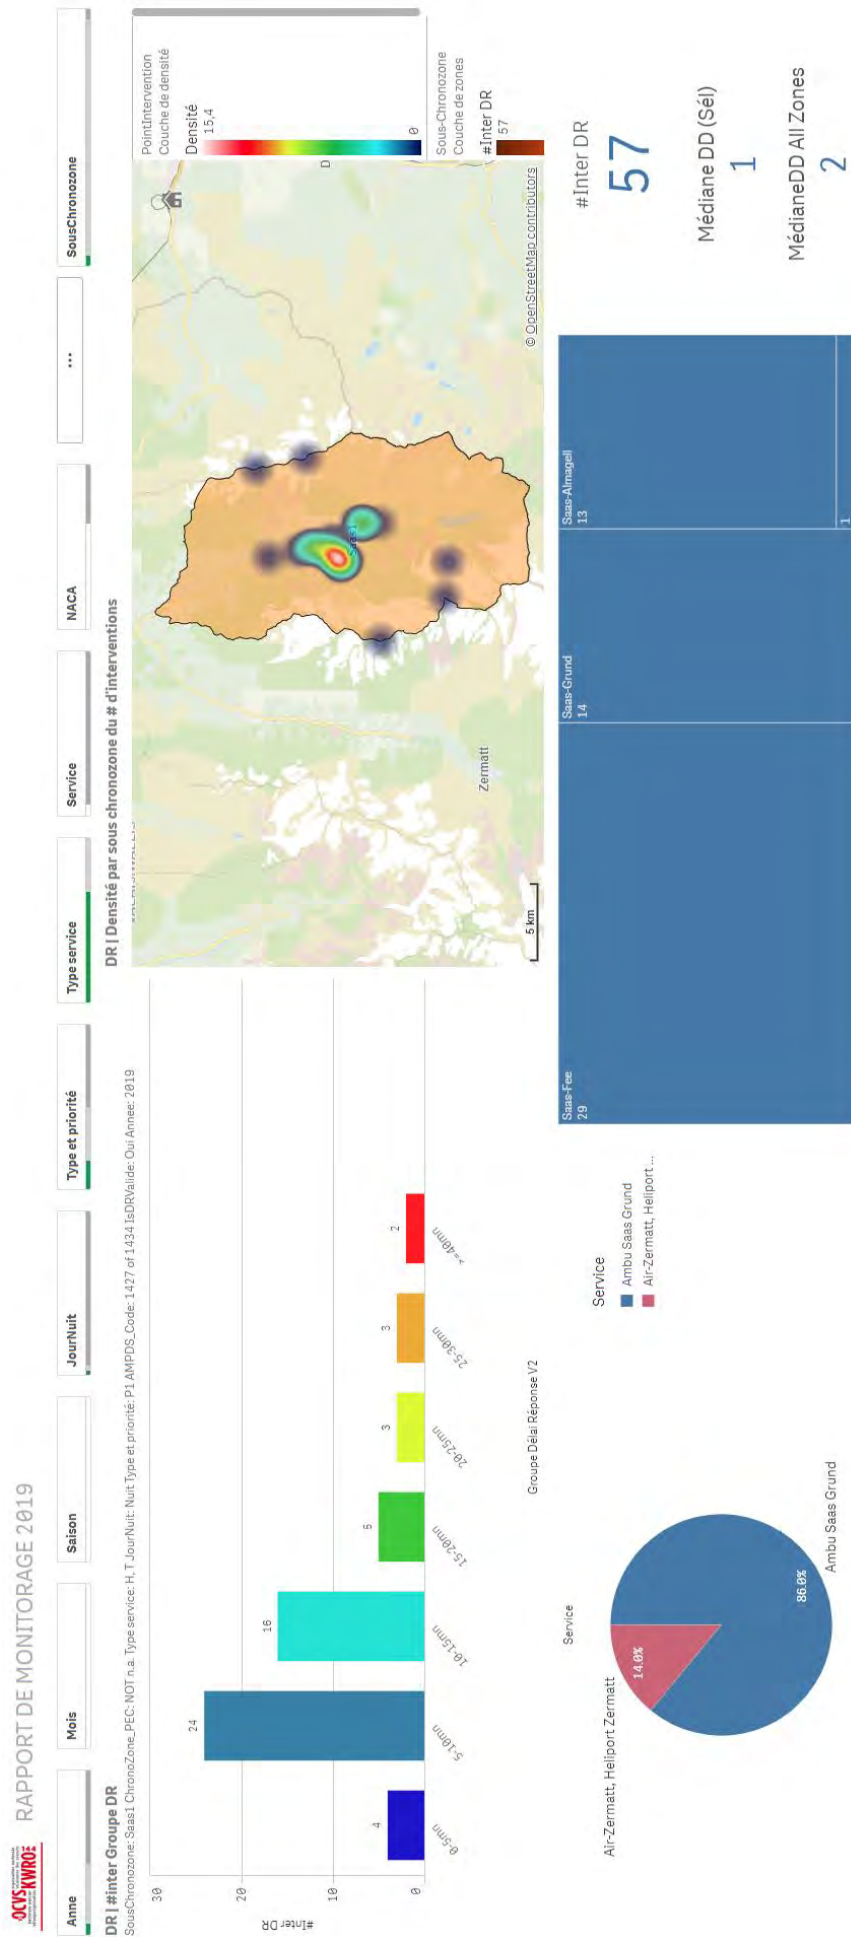 OCVS
KWRO
RAPPORT DE MONITORAGE 2019
Anne
Mois
Saison
JourNuit
Type et priorité
Type service
Service
NACA
...
SousChronozone
DR | #inter Groupe DR
SousChronozone: Saas1 ChronoZone_PEC: NOT n.a. Type service: H, T JourNuit: Nuit Type et priorité: P1 AMPDS_Code: 1427 of 1434 IsDRValide: Oui Annee: 2019
#Inter DR
30
20
10
0
4
24
16
5
3
3
2
0-5mn
5-10mn
10-15mn
15-20mn
20-25mn
25-30mn
>=40mn
Groupe Délai Réponse V2
DR | Densité par sous chronozone du # d'interventions
Zermatt
Saas1
5 km
© OpenStreetMap contributors
PointIntervention
Couche de densité
Densité
15,4
D
0
Sous-Chronozone
Couche de zones
#Inter DR
57
Service
Air-Zermatt, Heliport Zermatt
14.0%
86.0%
Ambu Saas Grund
Service
Ambu Saas Grund
Air-Zermatt, Heliport ...
Saas-Fee
29
Saas-Grund
14
Saas-Almagell
13
1
#Inter DR
57
Médiane DD (Sél)
1
MédianeDD All Zones
2